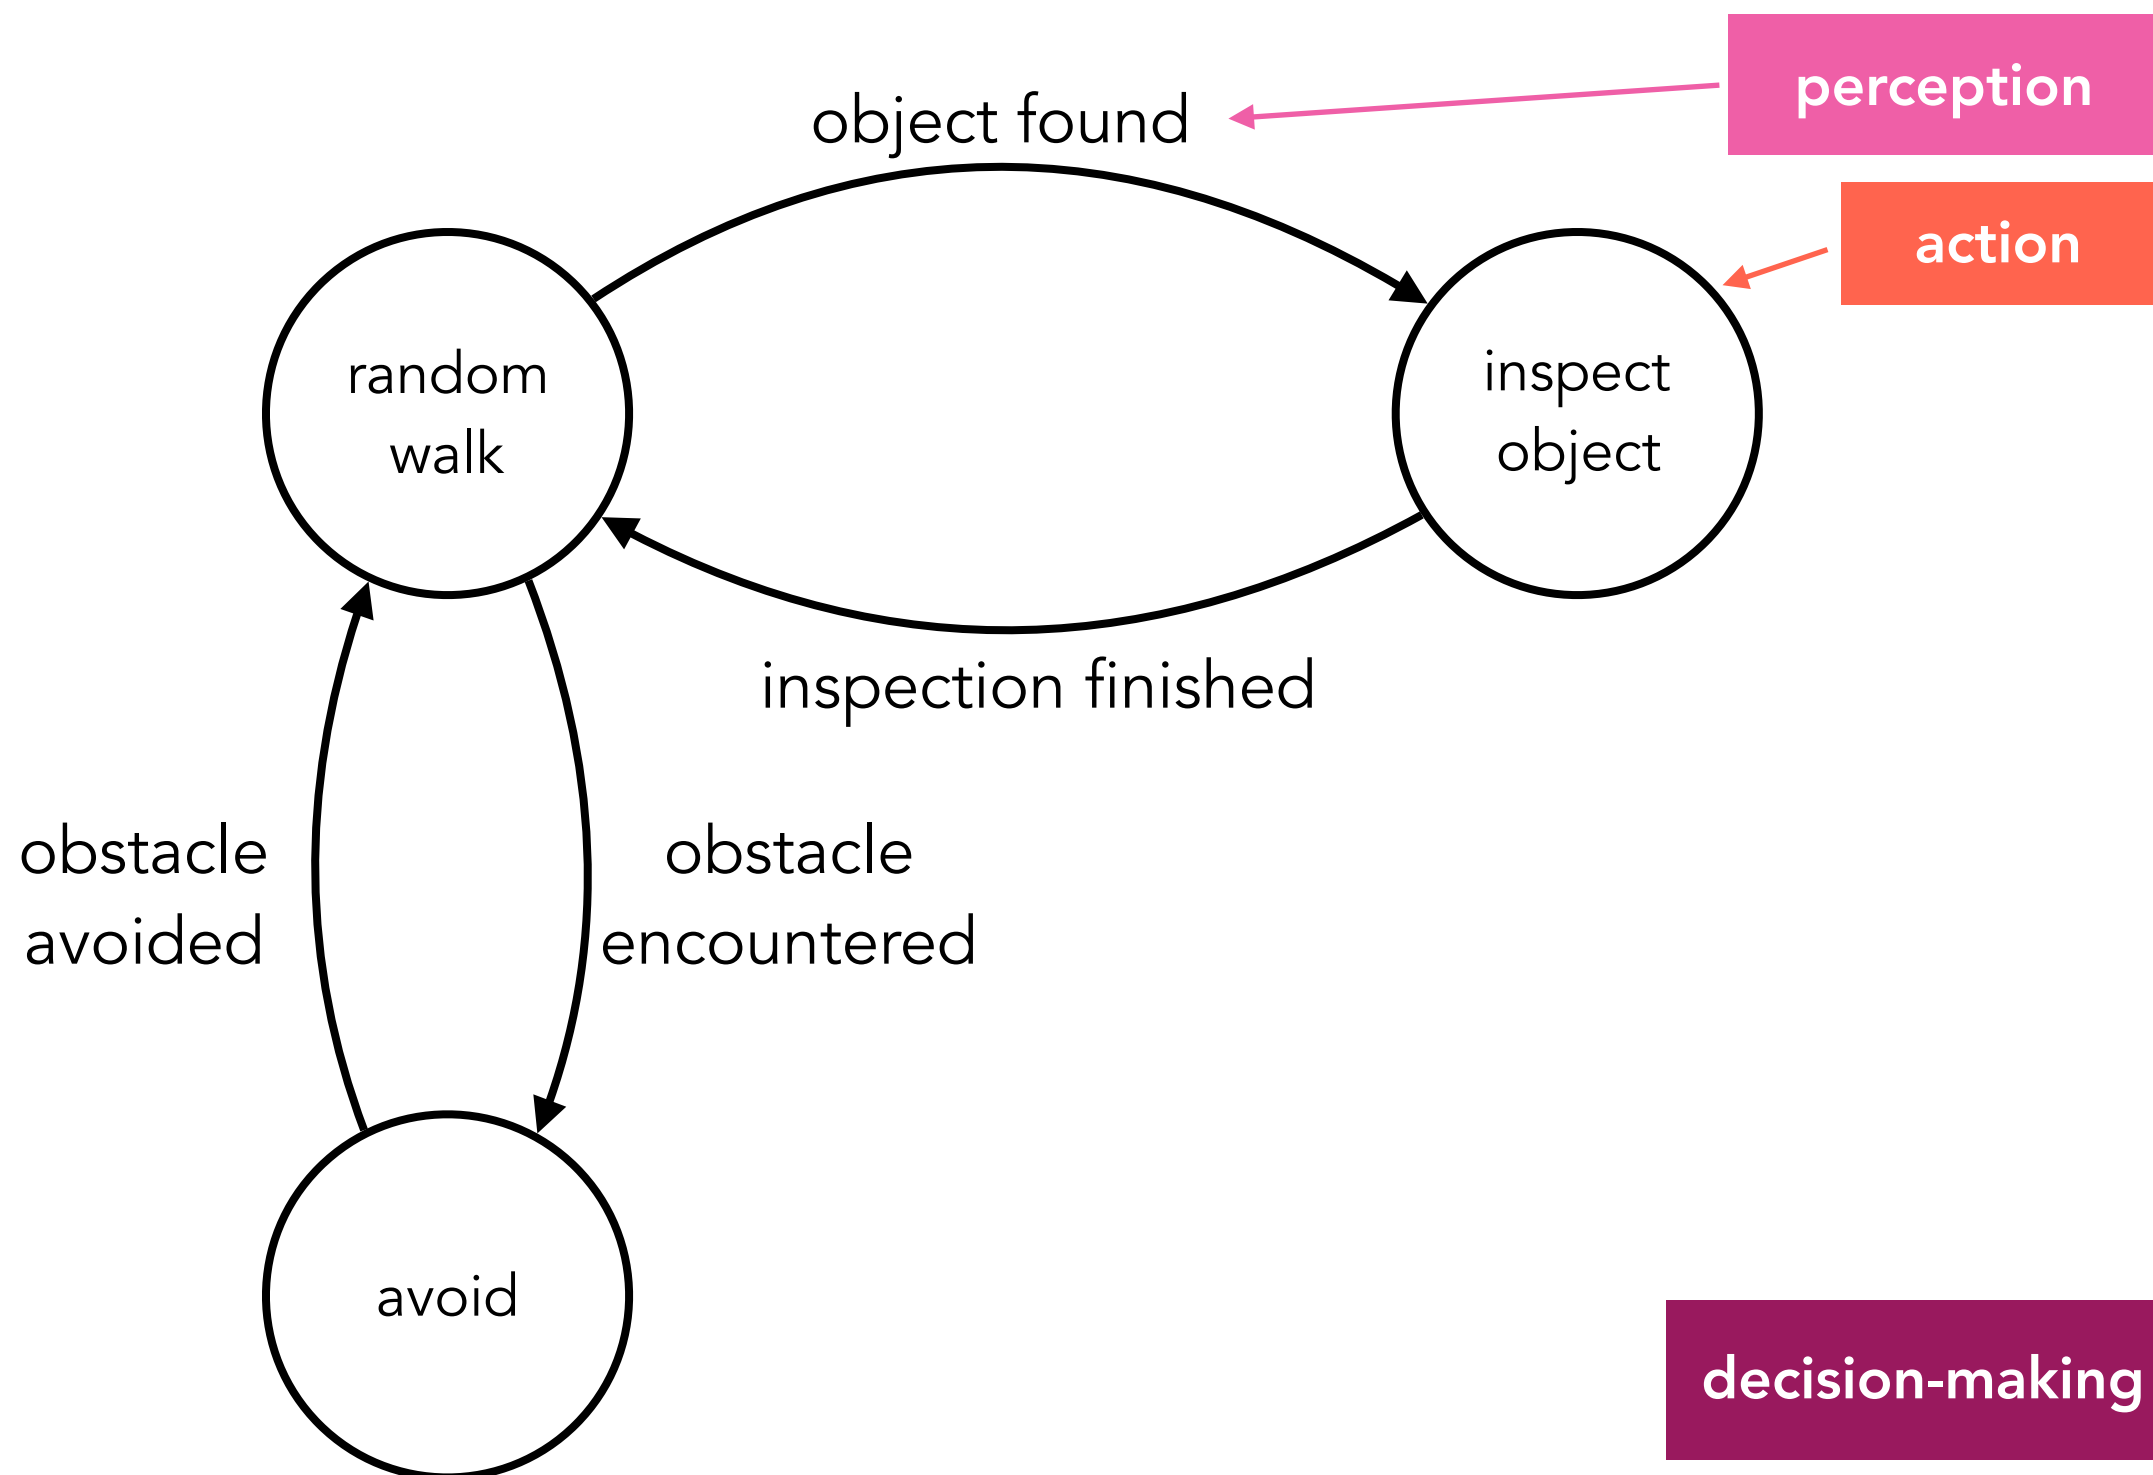 perception
object found
action
random
walk
inspect
object
inspection finished
obstacle
avoided
obstacle
encountered
avoid
decision-making